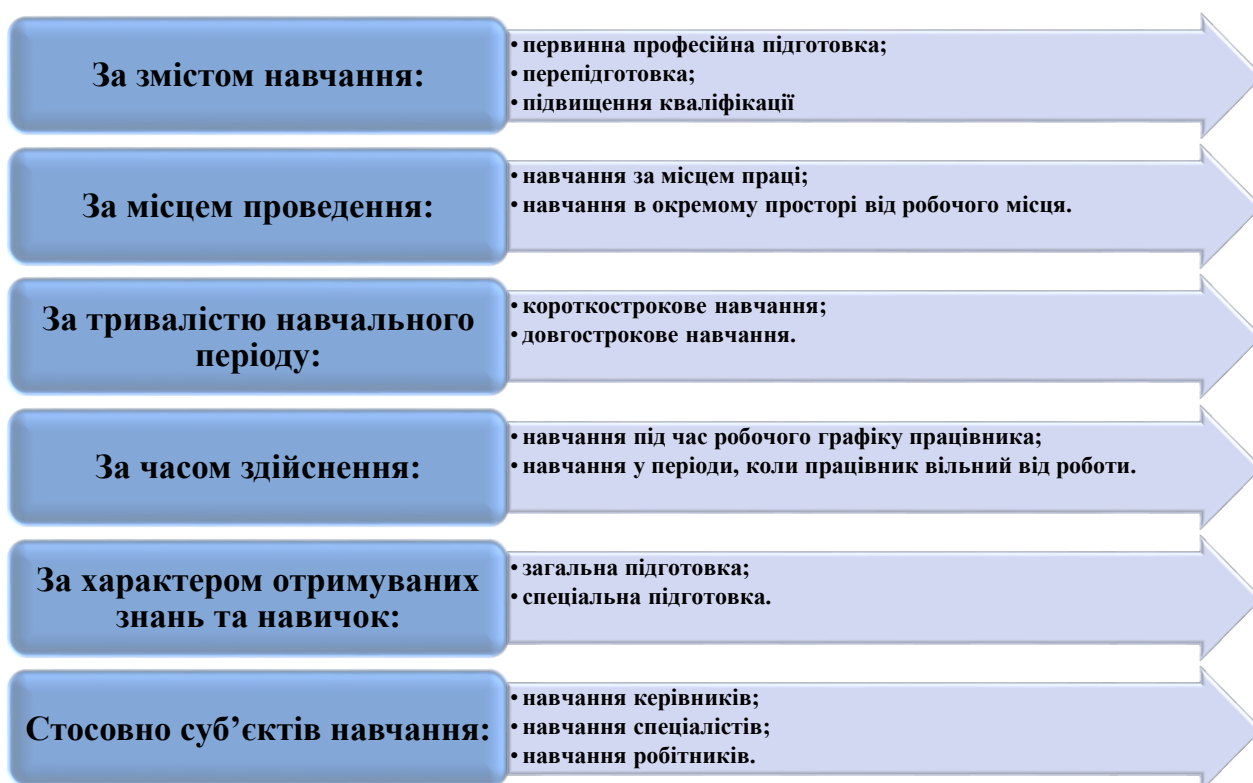 За змістом навчання:
• первинна професійна підготовка;
• перепідготовка;
• підвищення кваліфікації
За місцем проведення:
• навчання за місцем праці;
• навчання в окремому просторі від робочого місця.
За тривалістю навчального
періоду:
• короткострокове навчання;
• довгострокове навчання.
За часом здійснення:
• навчання під час робочого графіку працівника;
• навчання у періоди, коли працівник вільний від роботи.
За характером отримуваних
знань та навичок:
• загальна підготовка;
• спеціальна підготовка.
Стосовно суб’єктів навчання:
• навчання керівників;
• навчання спеціалістів;
• навчання робітників.